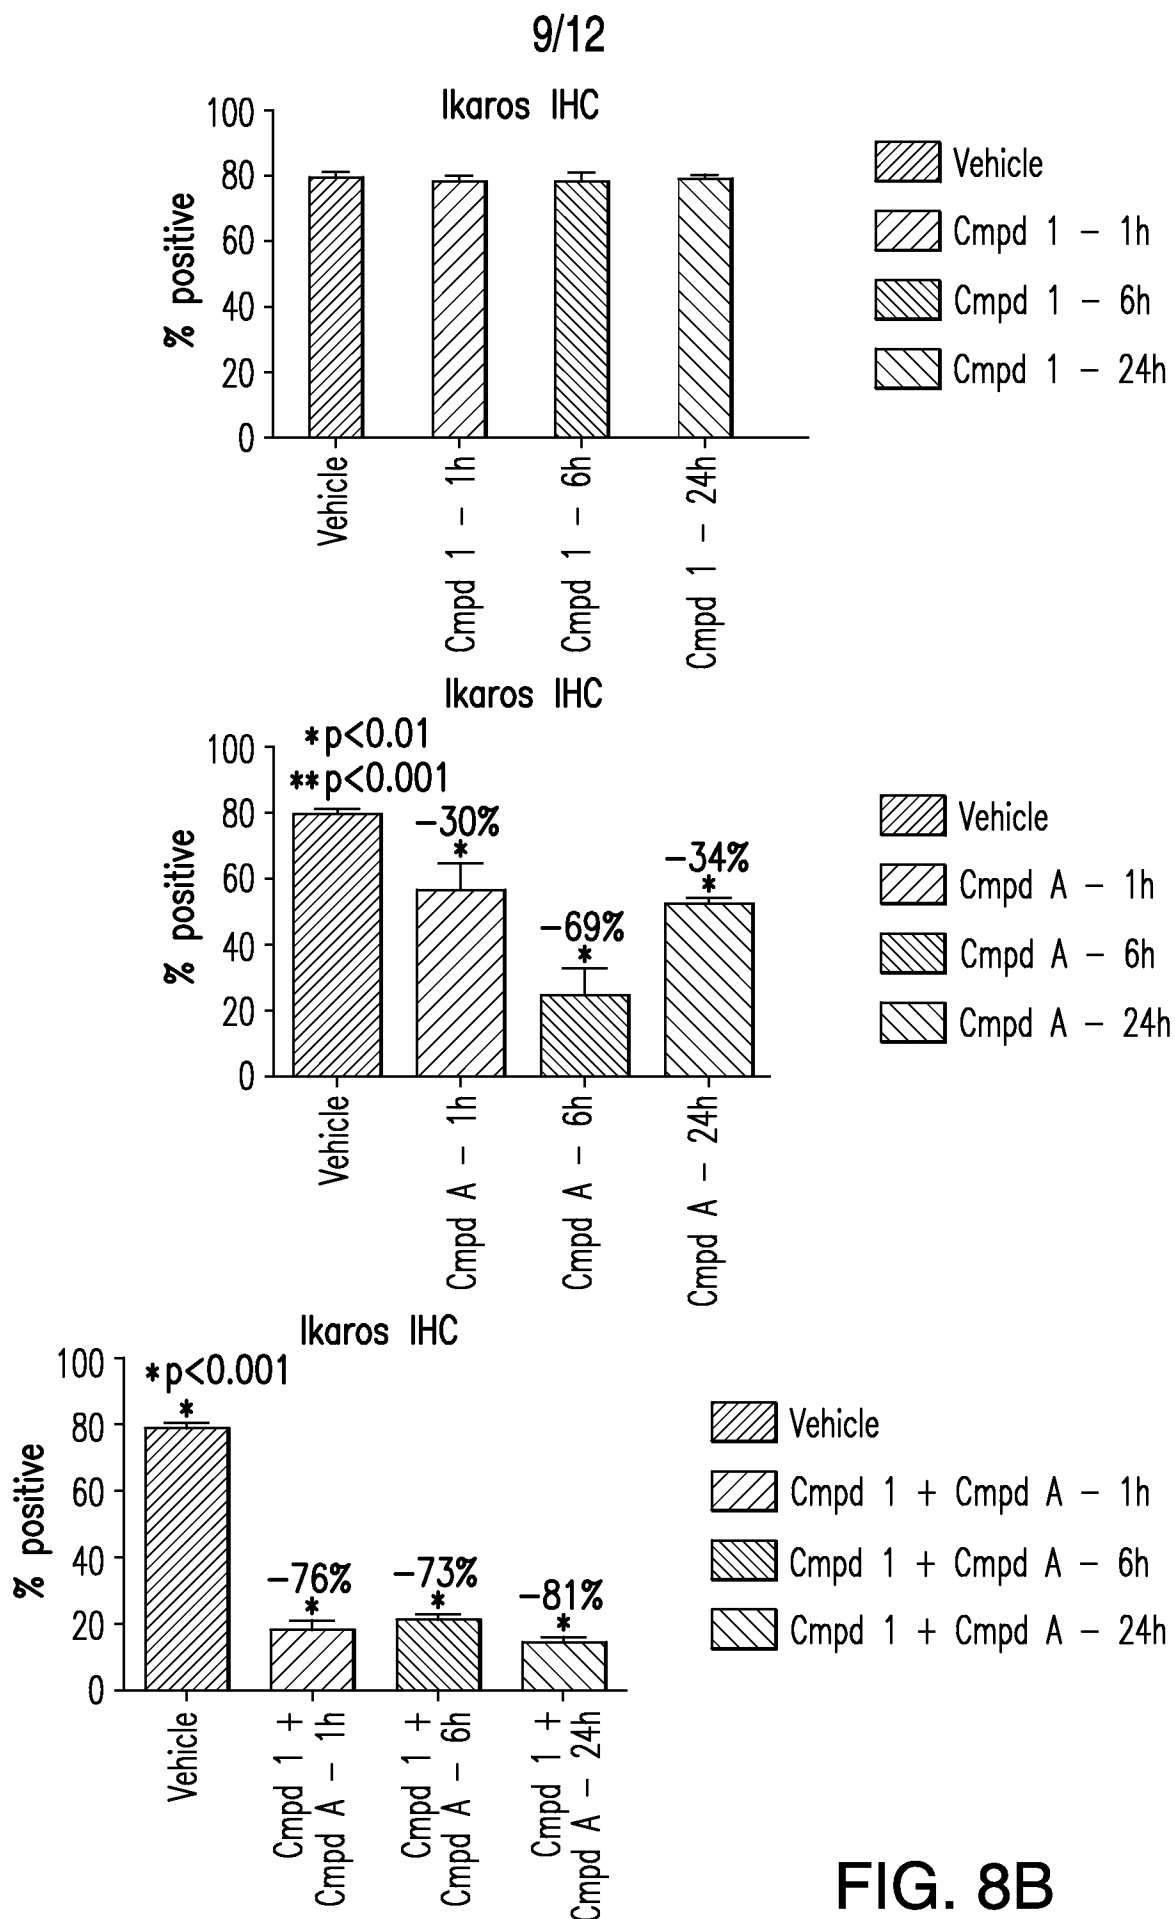 9/12
Ikaros IHC
100
80
60
40
20
0
% positive
Vehicle
Cmpd 1 – 1h
Cmpd 1 – 6h
Cmpd 1 – 24h
Vehicle
Cmpd 1 – 1h
Cmpd 1 – 6h
Cmpd 1 – 24h
Ikaros IHC
*p<0.01
**p<0.001
100
80
60
40
20
0
% positive
–30%
*
–69%
*
–34%
*
Vehicle
Cmpd A – 1h
Cmpd A – 6h
Cmpd A – 24h
Vehicle
Cmpd A – 1h
Cmpd A – 6h
Cmpd A – 24h
Ikaros IHC
*p<0.001
*
100
80
60
40
20
0
% positive
–76%
*
–73%
*
–81%
*
Vehicle
Cmpd 1 +
Cmpd A – 1h
Cmpd 1 +
Cmpd A – 6h
Cmpd 1 +
Cmpd A – 24h
Vehicle
Cmpd 1 + Cmpd A – 1h
Cmpd 1 + Cmpd A – 6h
Cmpd 1 + Cmpd A – 24h
FIG. 8B